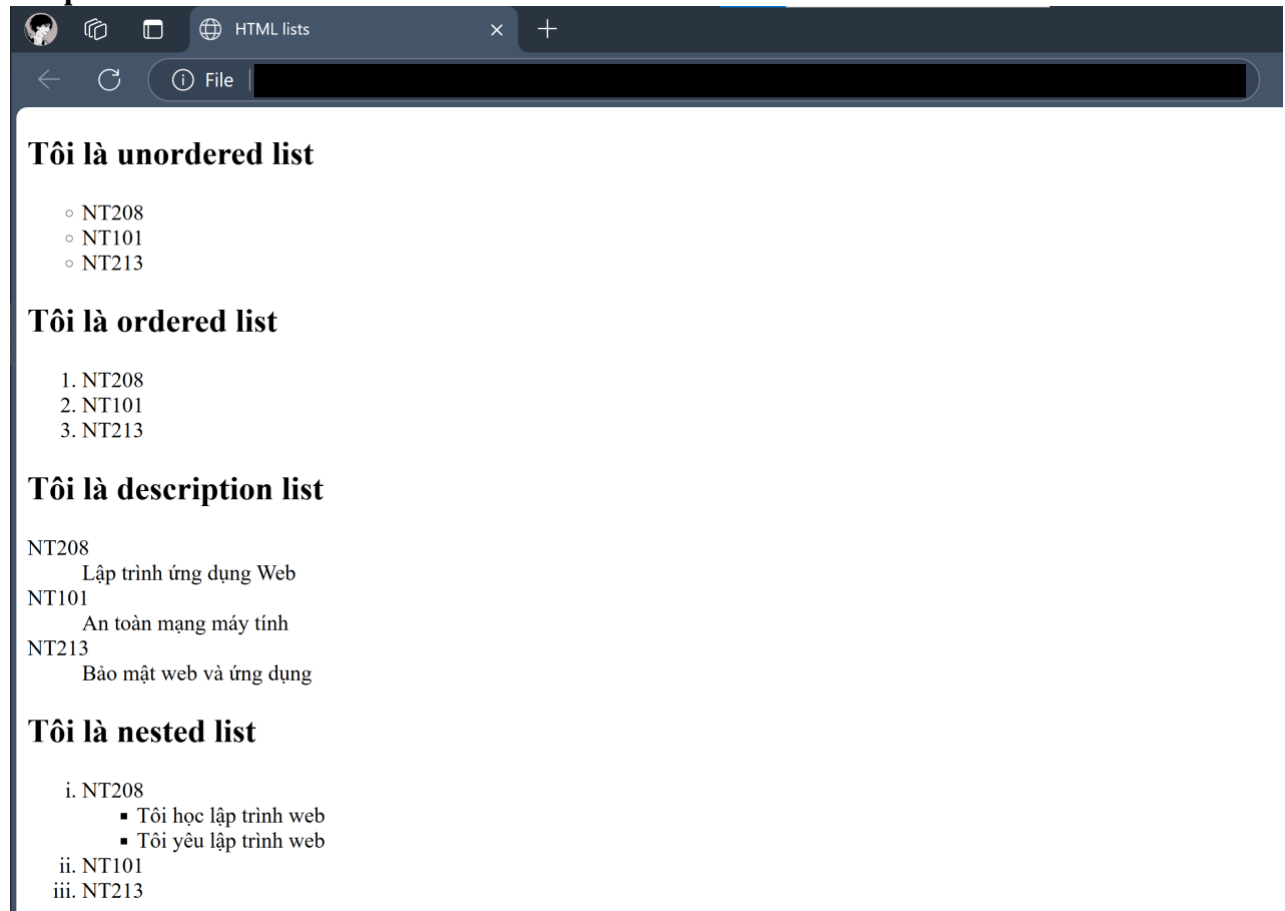 HTML lists
File
Tôi là unordered list
NT208
NT101
NT213
Tôi là ordered list
1. NT208
2. NT101
3. NT213
Tôi là description list
NT208
Lập trình ứng dụng Web
NT101
An toàn mạng máy tính
NT213
Bảo mật web và ứng dụng
Tôi là nested list
i. NT208
Tôi học lập trình web
Tôi yêu lập trình web
ii. NT101
iii. NT213